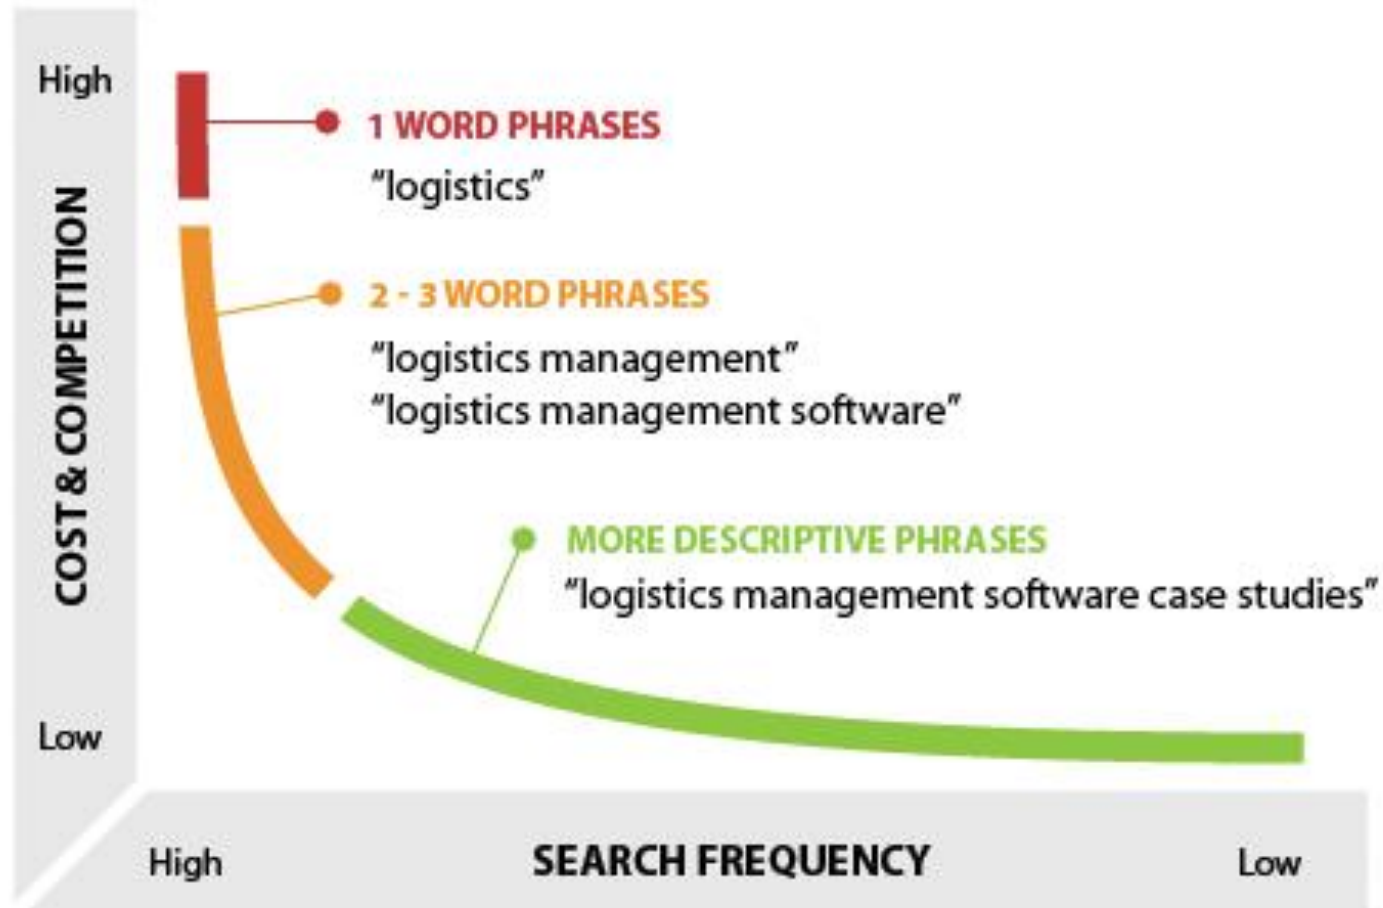 High
COST & COMPETITION
Low
1 WORD PHRASES
“logistics”
2 - 3 WORD PHRASES
“logistics management”
“logistics management software”
MORE DESCRIPTIVE PHRASES
“logistics management software case studies”
High
SEARCH FREQUENCY
Low